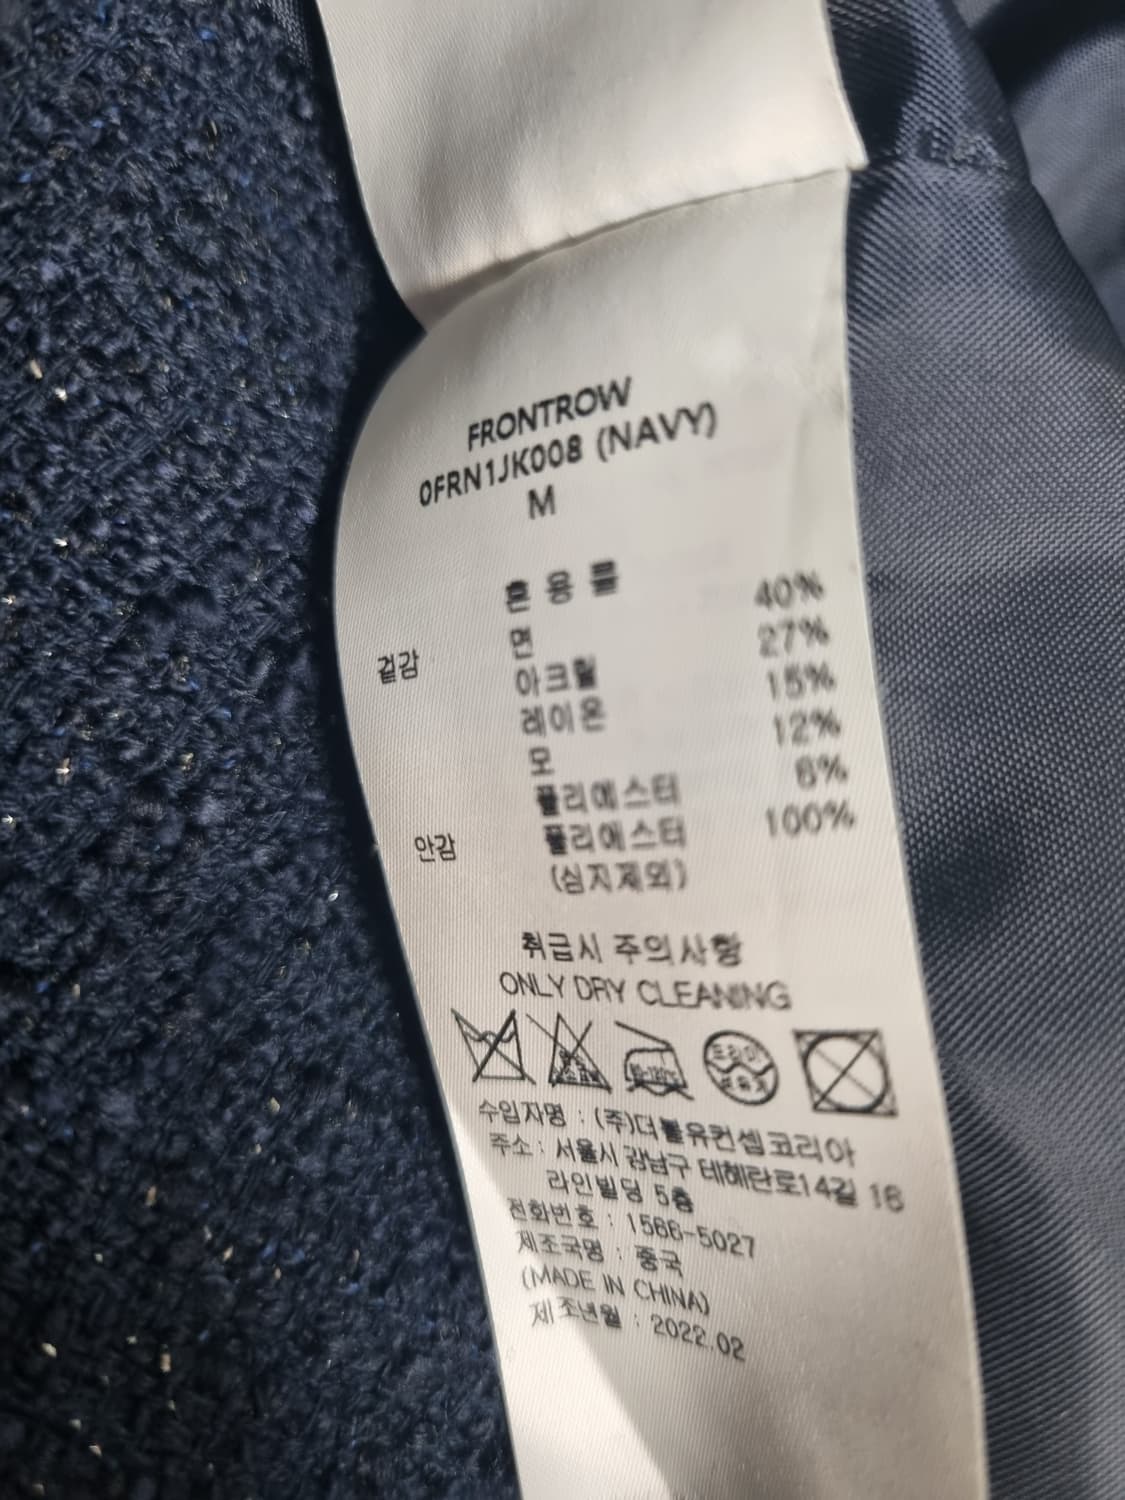 FRONTROW
0FRN1JK008 (NAVY)
M
혼 용 률
면 40%
겉감 아크릴 27%
레이온 15%
모 12%
폴리에스터 6%
안감 폴리에스터 100%
(심지제외)
취급시 주의사항
ONLY DRY CLEANING
드라이
수입자명 : (주)더블유컨셉코리아
주소 : 서울시 강남구 테헤란로14길 16
라인빌딩 5층
전화번호 : 1566-5027
제조국명 : 중국
(MADE IN CHINA)
제조년월 : 2022.02